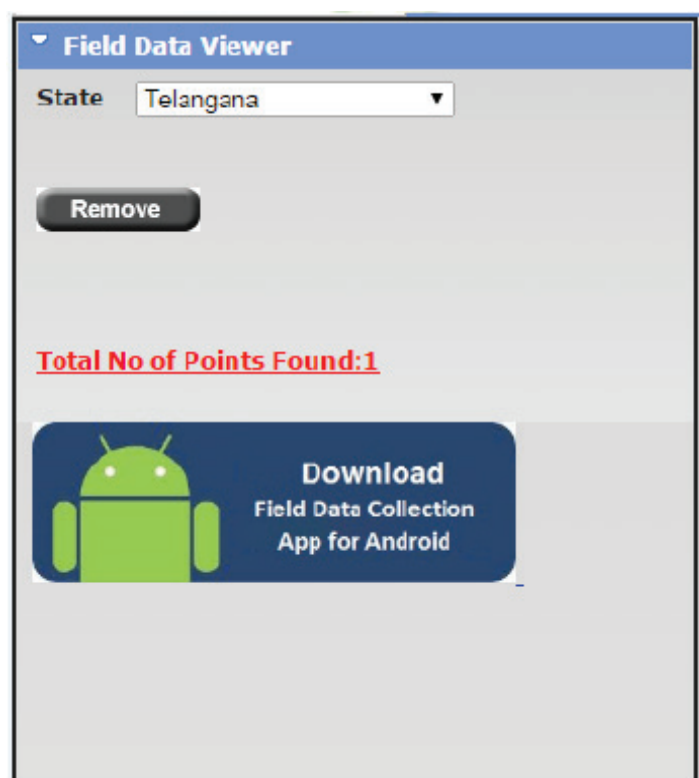 Field Data Viewer
State Telangana
Remove
Total No of Points Found:1
Download
Field Data Collection
App for Android